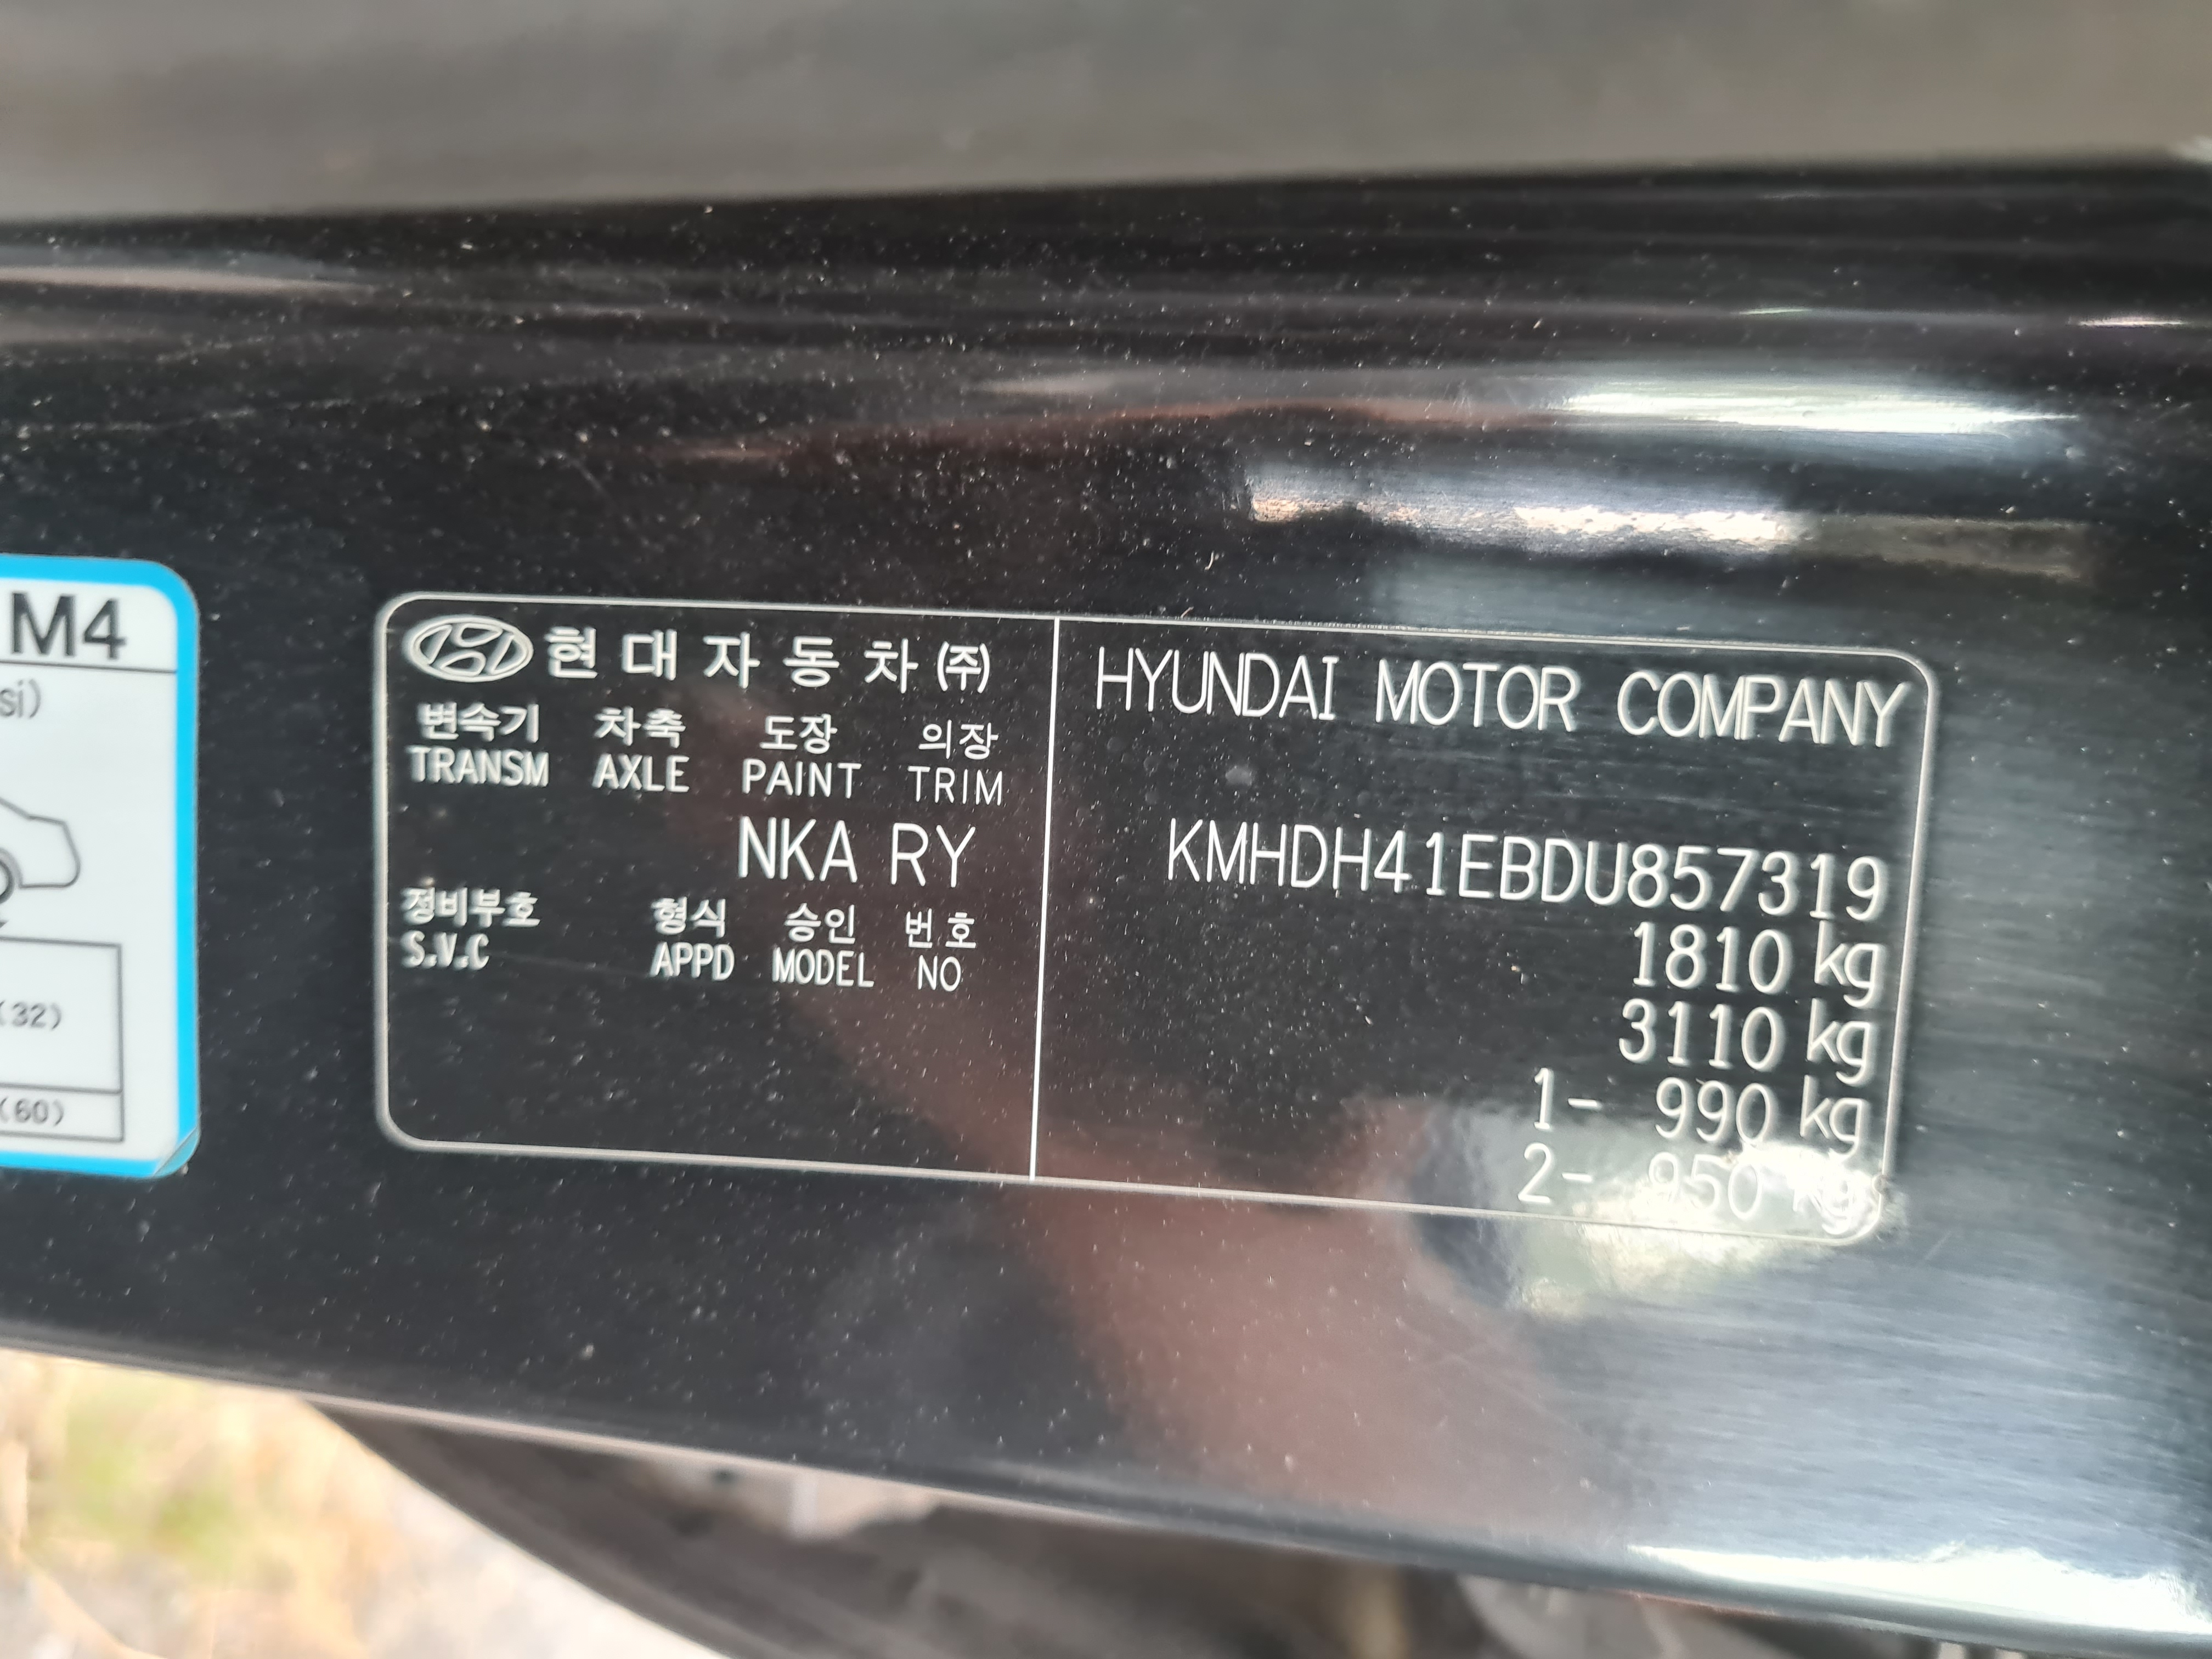 M4
si)
(32)
(60)
현대자동차(주)
변속기 차축 도장 의장
TRANSM AXLE PAINT TRIM
NKA RY
정비부호 형식 승인 번호
S.V.C APPD MODEL NO
HYUNDAI MOTOR COMPANY
KMHDH41EBDU857319
1810 kg
3110 kg
1- 990 kg
2- 950 kg